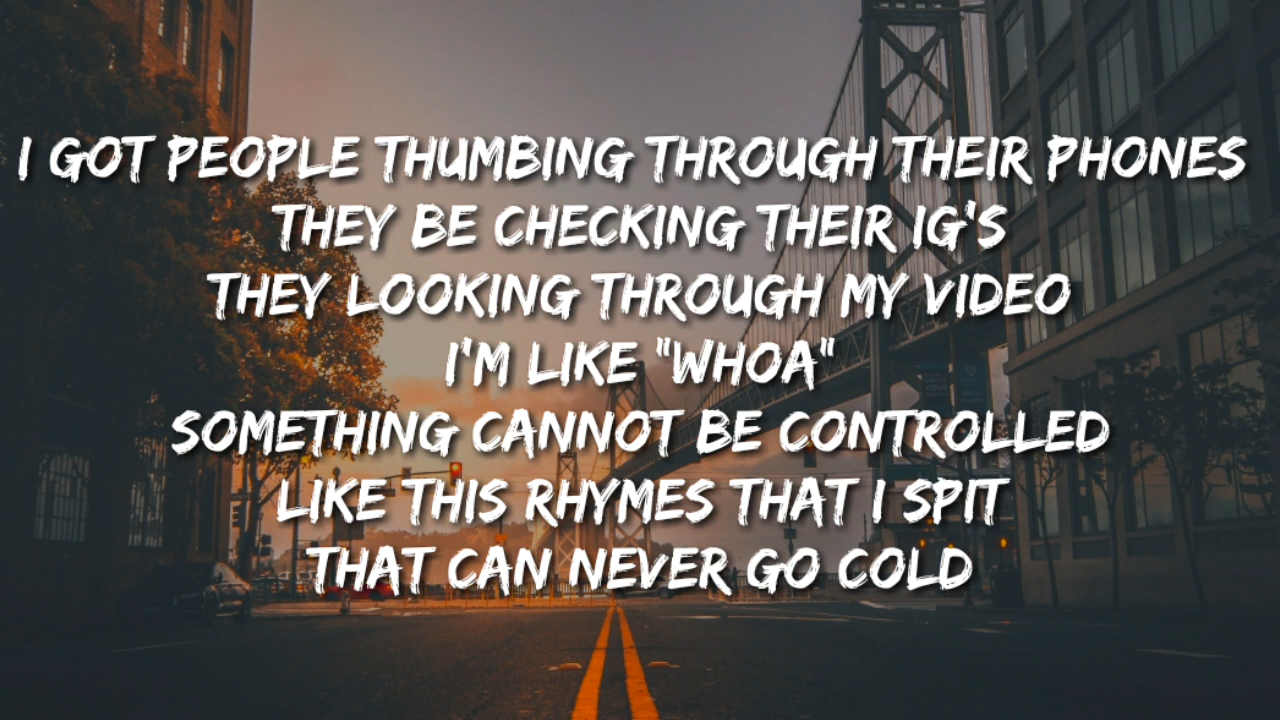 I GOT PEOPLE THUMBING THROUGH THEIR PHONES
THEY BE CHECKING THEIR IG'S
THEY LOOKING THROUGH MY VIDEO
I'M LIKE "WHOA"
SOMETHING CANNOT BE CONTROLLED
LIKE THIS RHYMES THAT I SPIT
THAT CAN NEVER GO COLD